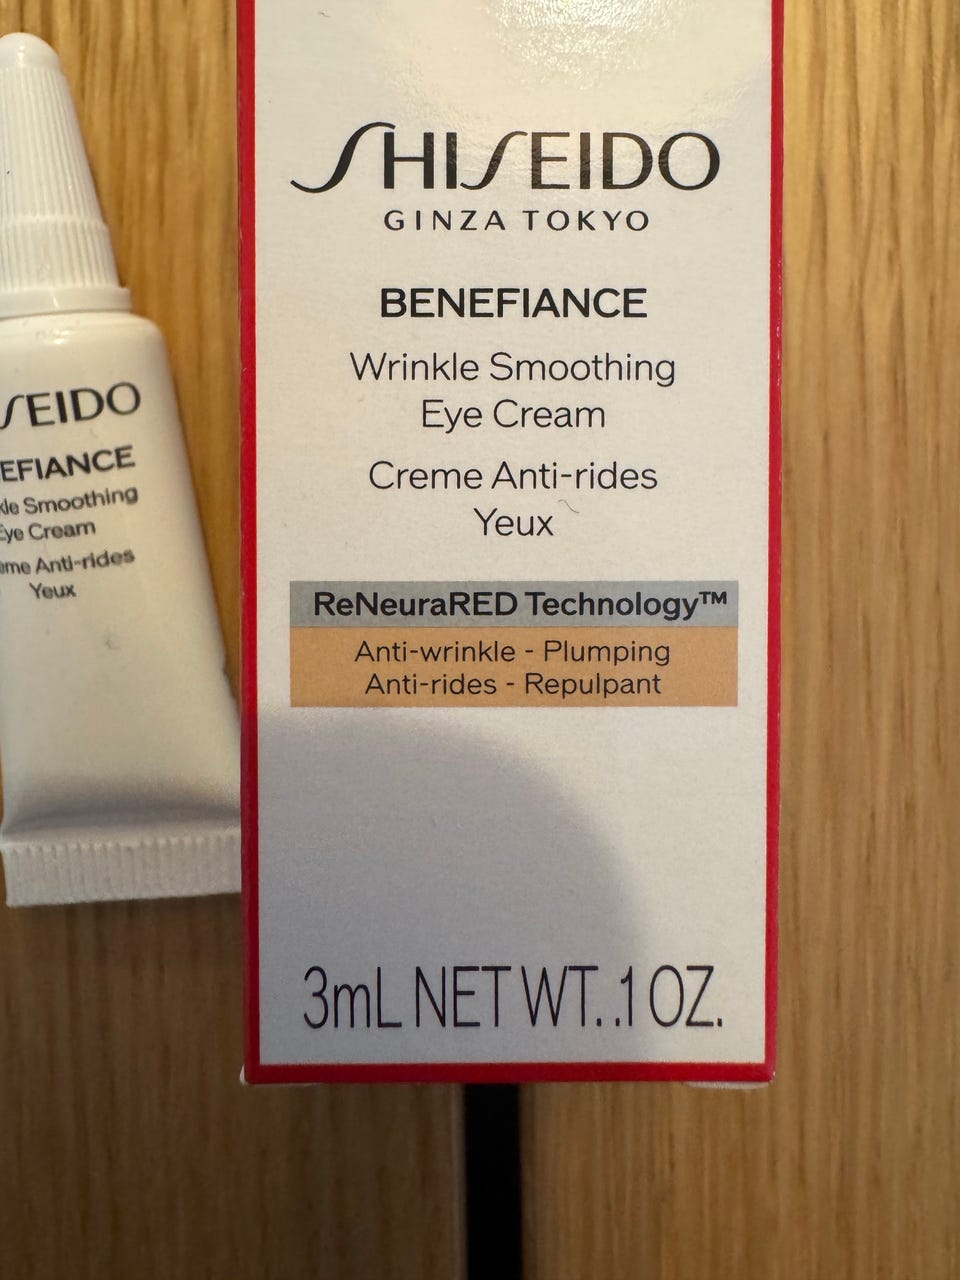 SHISEIDO
GINZA TOKYO
BENEFIANCE
Wrinkle Smoothing
Eye Cream
Creme Anti-rides
Yeux
ReNeuraRED Technology™
Anti-wrinkle - Plumping
Anti-rides - Repulpant
3mL NET WT. .1 OZ.
SEIDO
EFIANCE
kle Smoothing
Eye Cream
eme Anti-rides
Yeux